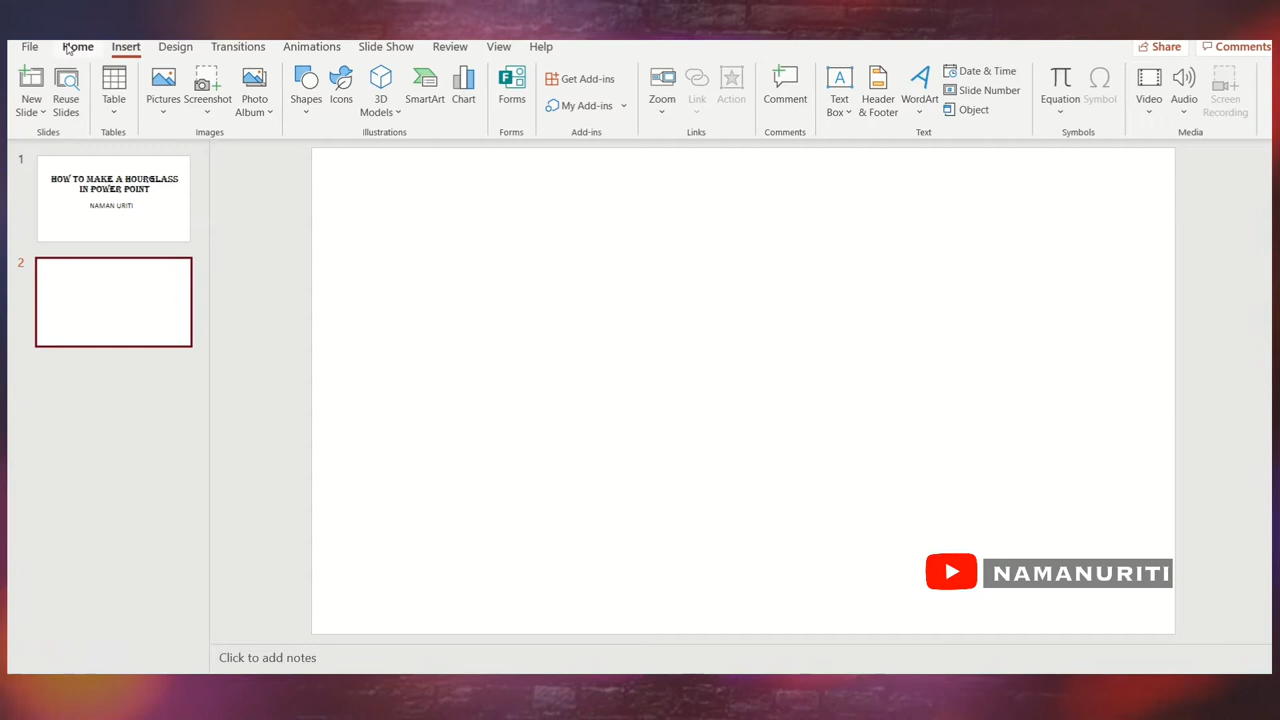 File Home Insert Design Transitions Animations Slide Show Review View Help Share Comments
New Slide
Reuse Slides
Slides
Table
Tables
Pictures
Screenshot
Photo Album
Images
Shapes
Icons
3D Models
SmartArt
Chart
Illustrations
Forms
Forms
Get Add-ins
My Add-ins
Add-ins
Zoom
Link
Action
Links
Comment
Comments
Text Box
Header & Footer
WordArt
Date & Time
Slide Number
Object
Text
Equation
Symbol
Symbols
Video
Audio
Screen Recording
Media
1
HOW TO MAKE A HOURGLASS
IN POWER POINT
NAMAN URITI
2
NAMANURITI
Click to add notes